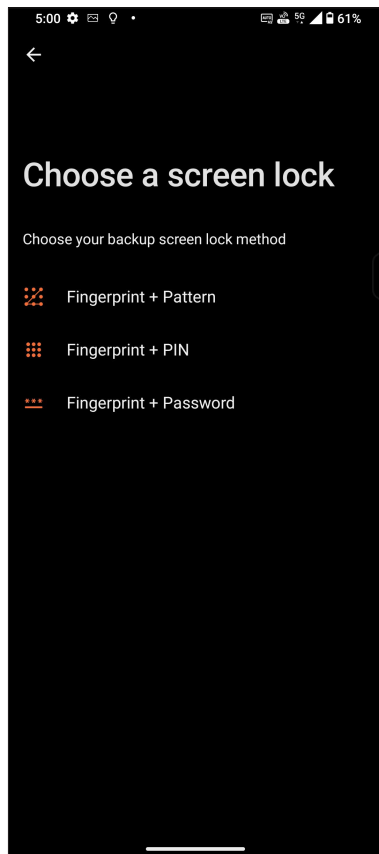 5:00 5G 61%
Choose a screen lock
Choose your backup screen lock method
Fingerprint + Pattern
Fingerprint + PIN
Fingerprint + Password